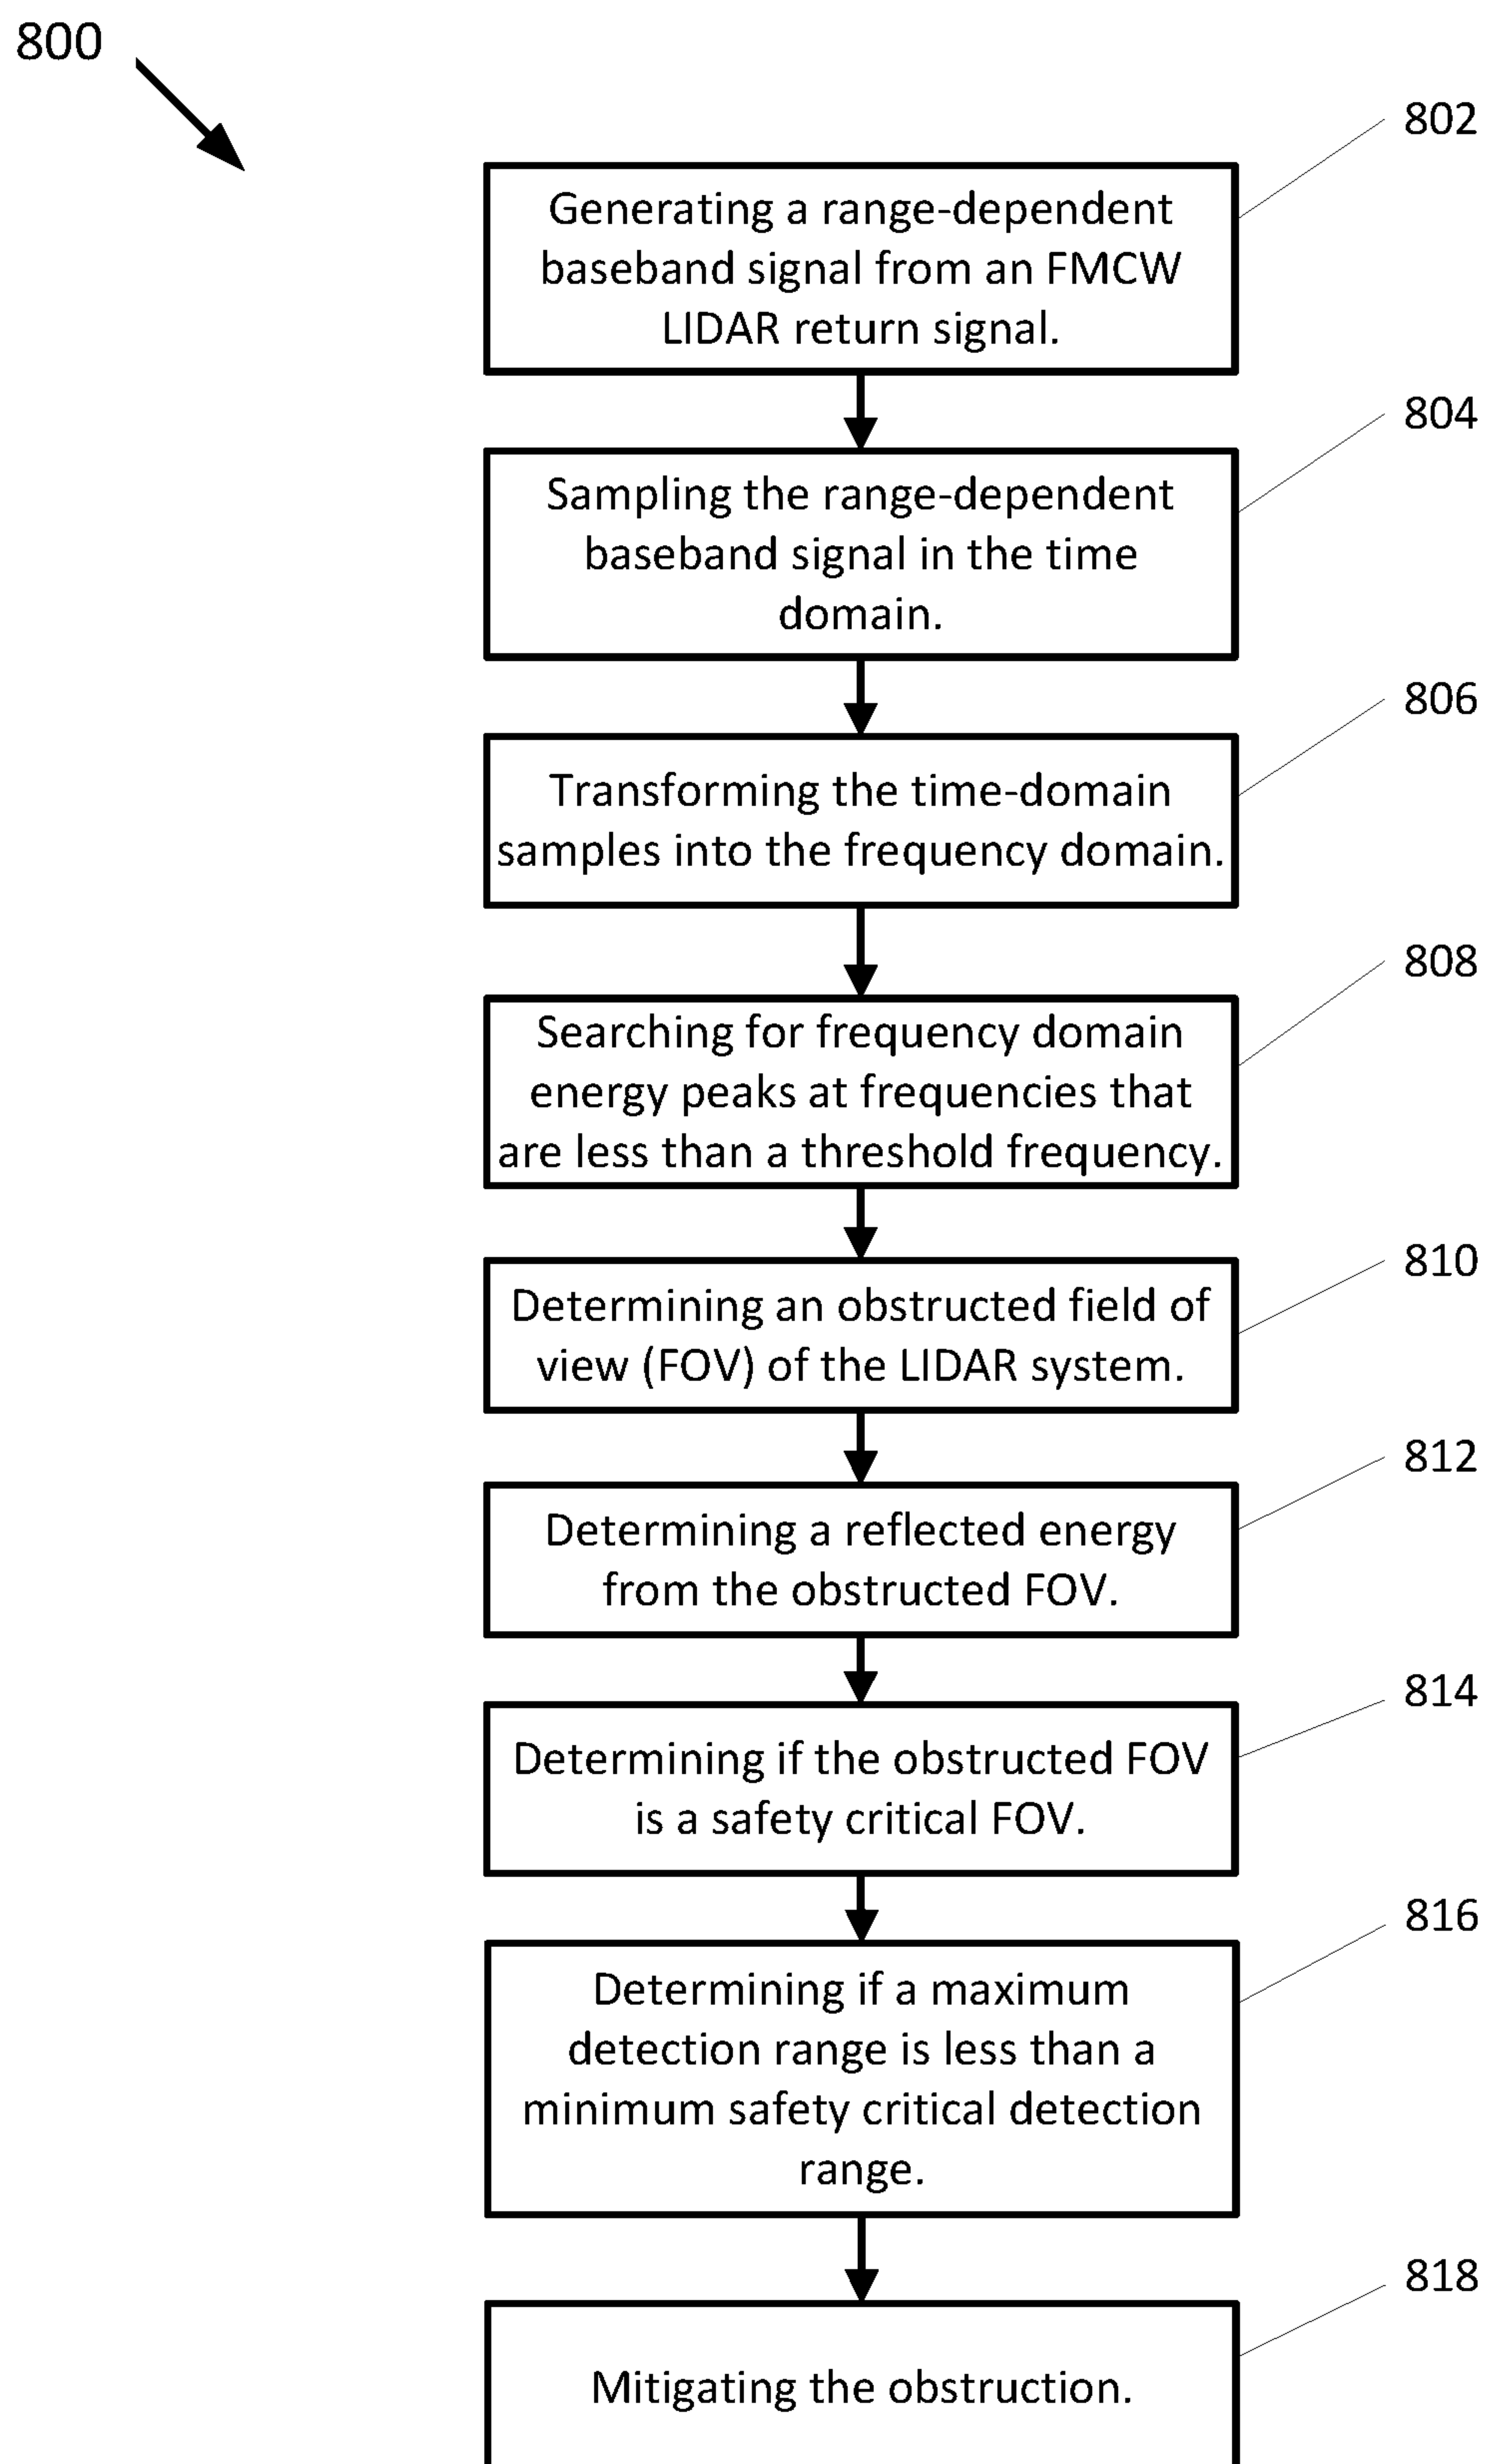 800
802
Generating a range-dependent
baseband signal from an FMCW
LIDAR return signal.
804
Sampling the range-dependent
baseband signal in the time
domain.
806
Transforming the time-domain
samples into the frequency domain.
808
Searching for frequency domain
energy peaks at frequencies that
are less than a threshold frequency.
810
Determining an obstructed field of
view (FOV) of the LIDAR system.
812
Determining a reflected energy
from the obstructed FOV.
814
Determining if the obstructed FOV
is a safety critical FOV.
816
Determining if a maximum
detection range is less than a
minimum safety critical detection
range.
818
Mitigating the obstruction.